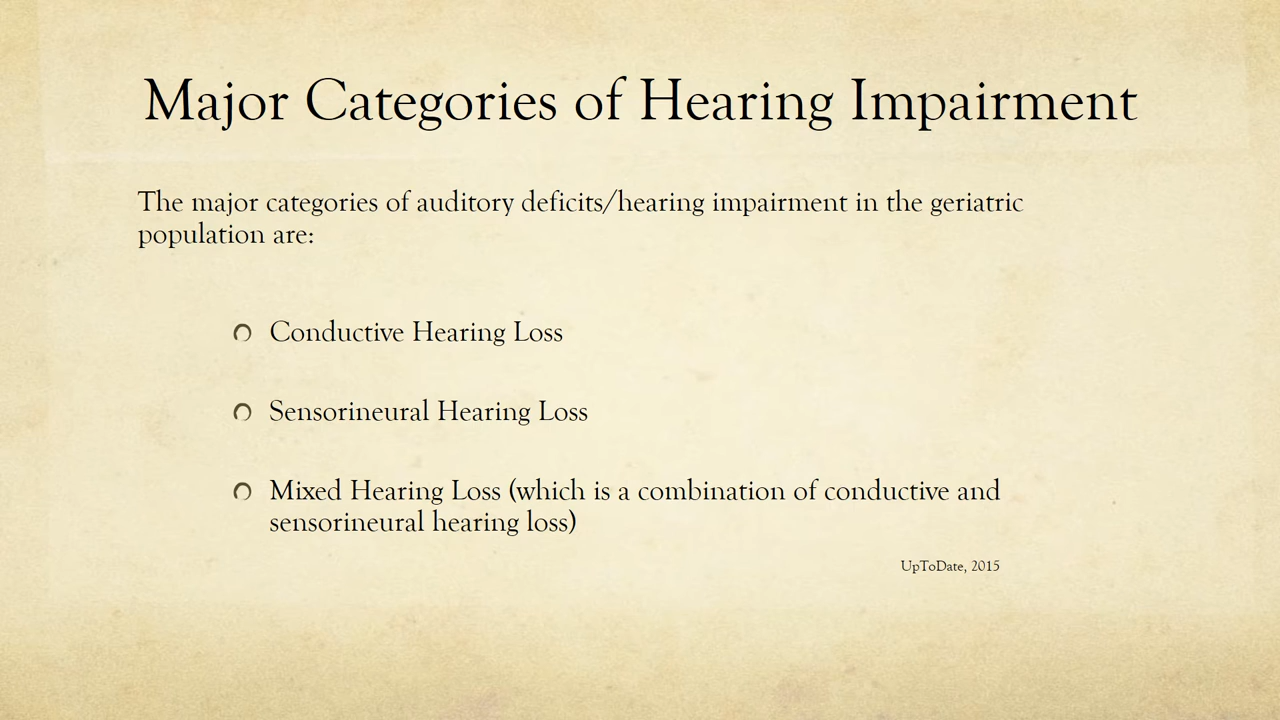 Major Categories of Hearing Impairment
The major categories of auditory deficits/hearing impairment in the geriatric
population are:
Conductive Hearing Loss
Sensorineural Hearing Loss
Mixed Hearing Loss (which is a combination of conductive and
sensorineural hearing loss)
UpToDate, 2015